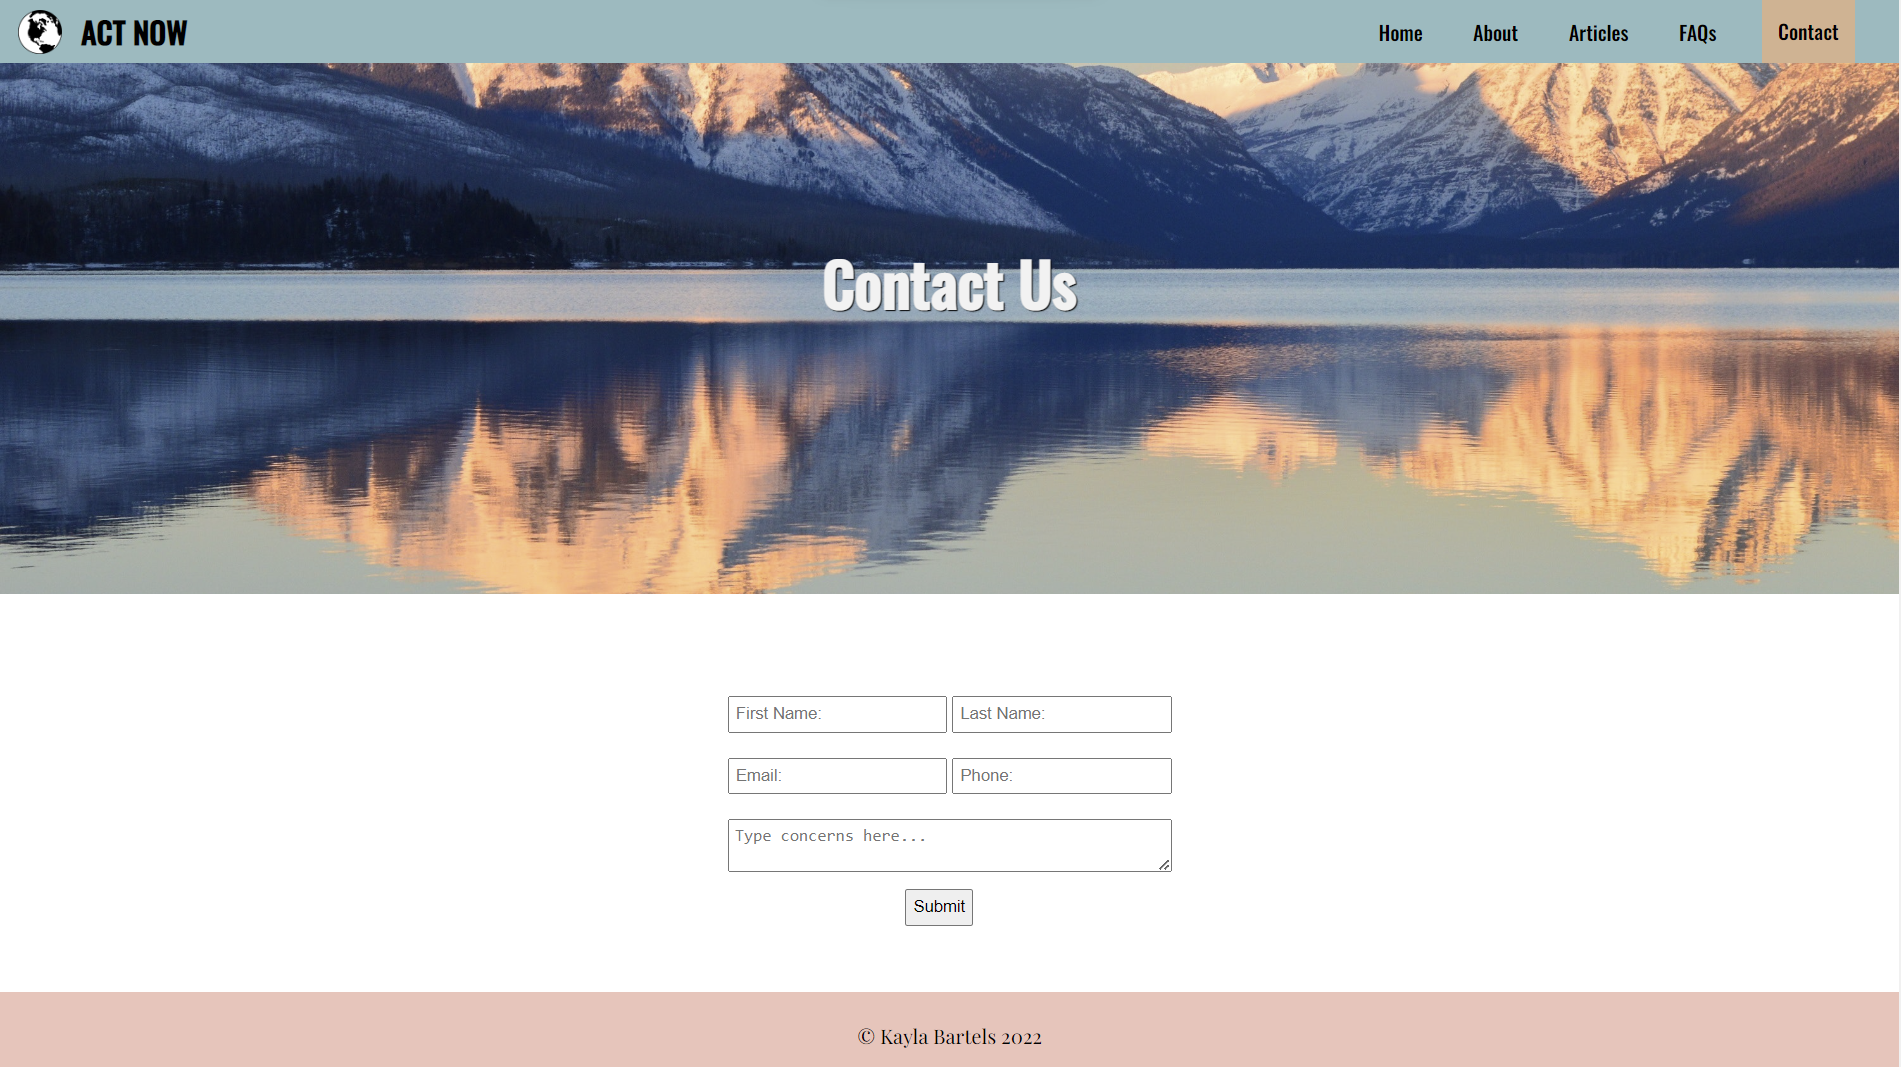 ACT NOW
Home About Articles FAQs Contact
Contact Us
First Name: Last Name:
Email: Phone:
Type concerns here...
Submit
© Kayla Bartels 2022